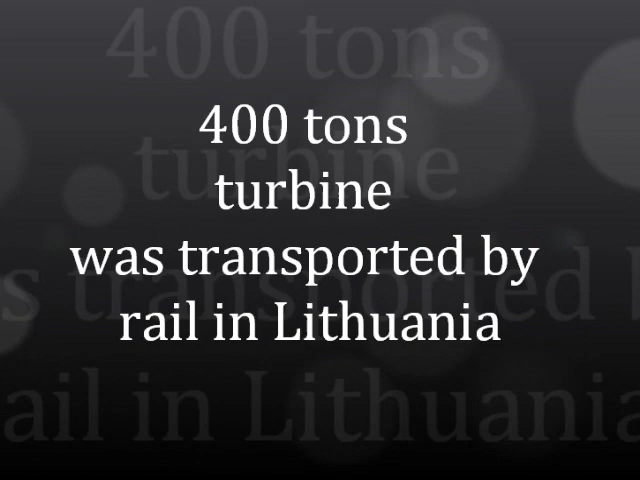 400 tons
turbine
was transported by
rail in Lithuania